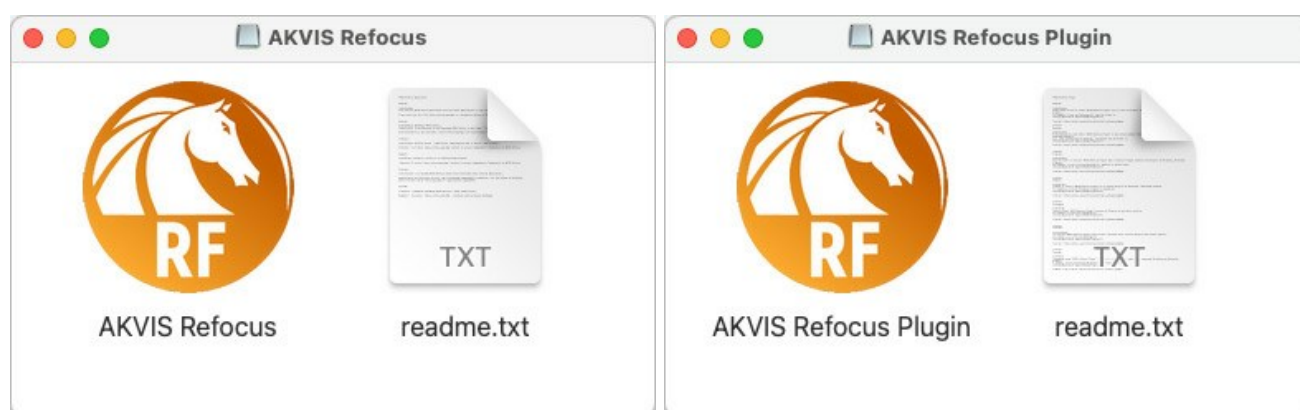 AKVIS Refocus
RF
TXT
AKVIS Refocus
readme.txt
AKVIS Refocus Plugin
RF
TXT
AKVIS Refocus Plugin
readme.txt